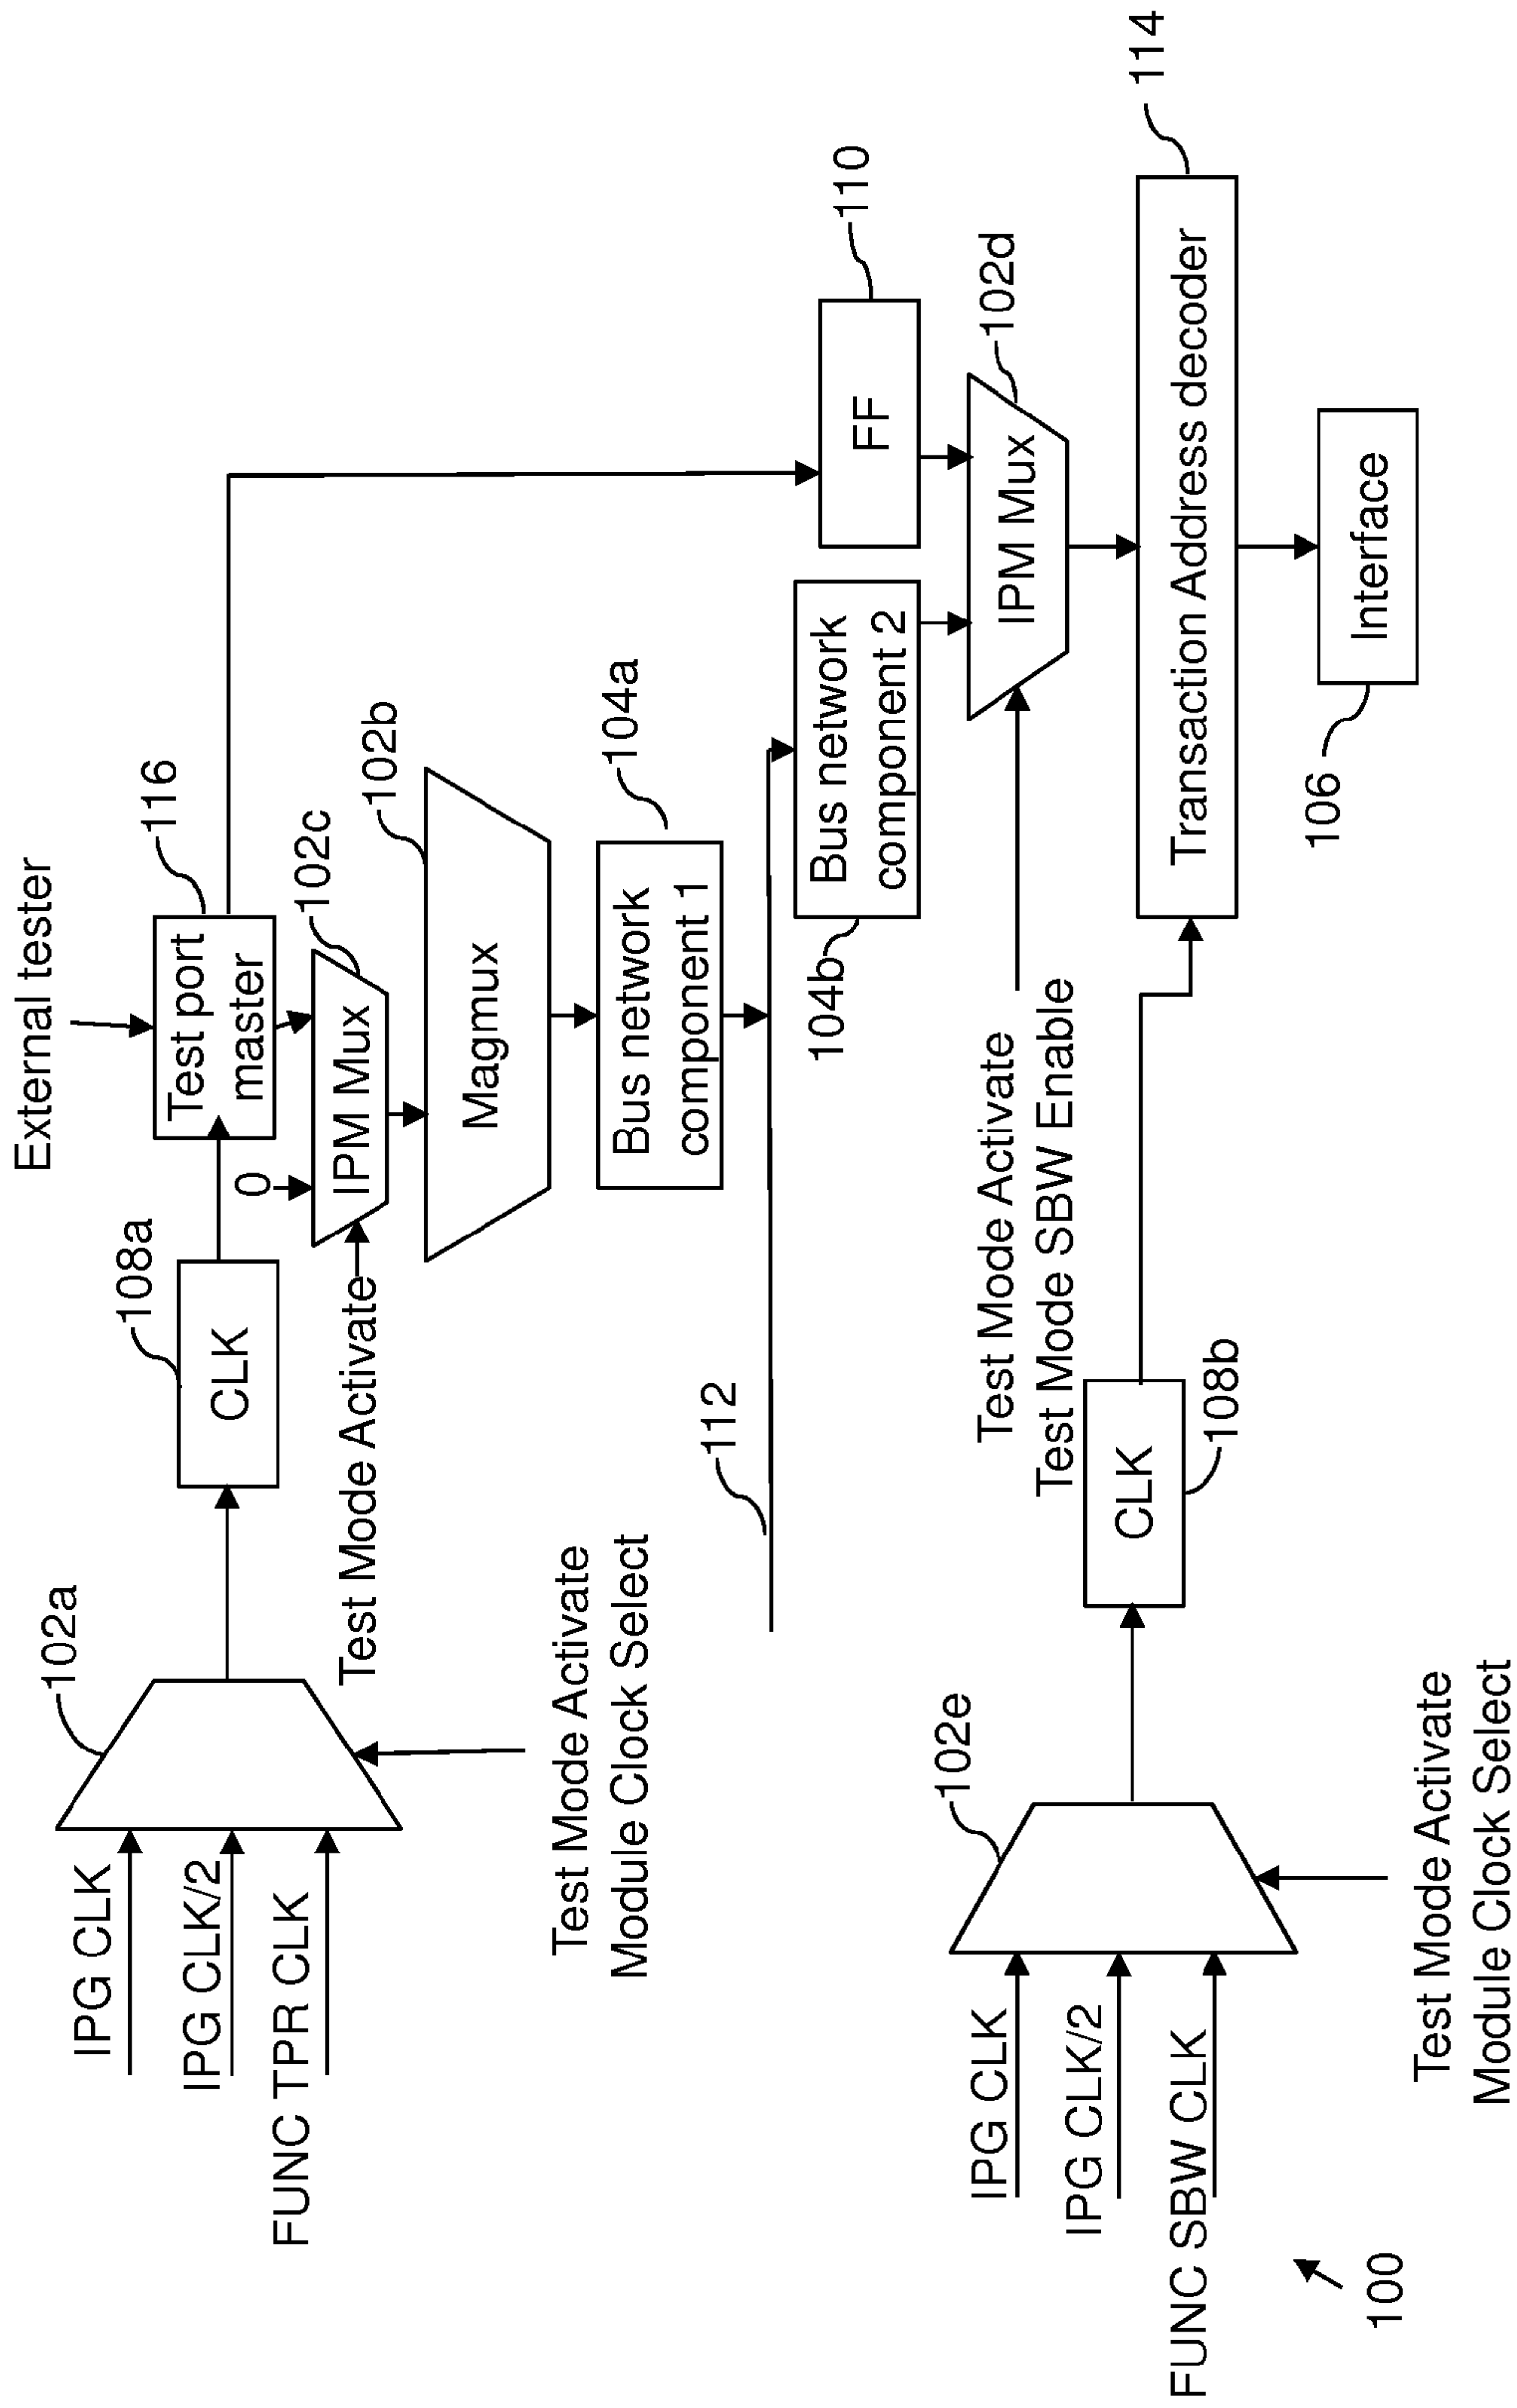 External tester
116
Test port
master
102a
108a
IPG CLK
IPG CLK/2
FUNC TPR CLK
CLK
0
102c
IPM Mux
Test Mode Activate
102b
Magmux
Test Mode Activate
Module Clock Select
104a
Bus network
component 1
112
110
FF
104b
Bus network
component 2
102d
IPM Mux
Test Mode Activate
Test Mode SBW Enable
102e
IPG CLK
IPG CLK/2
FUNC SBW CLK
CLK
108b
114
Transaction Address decoder
106
Interface
Test Mode Activate
Module Clock Select
100